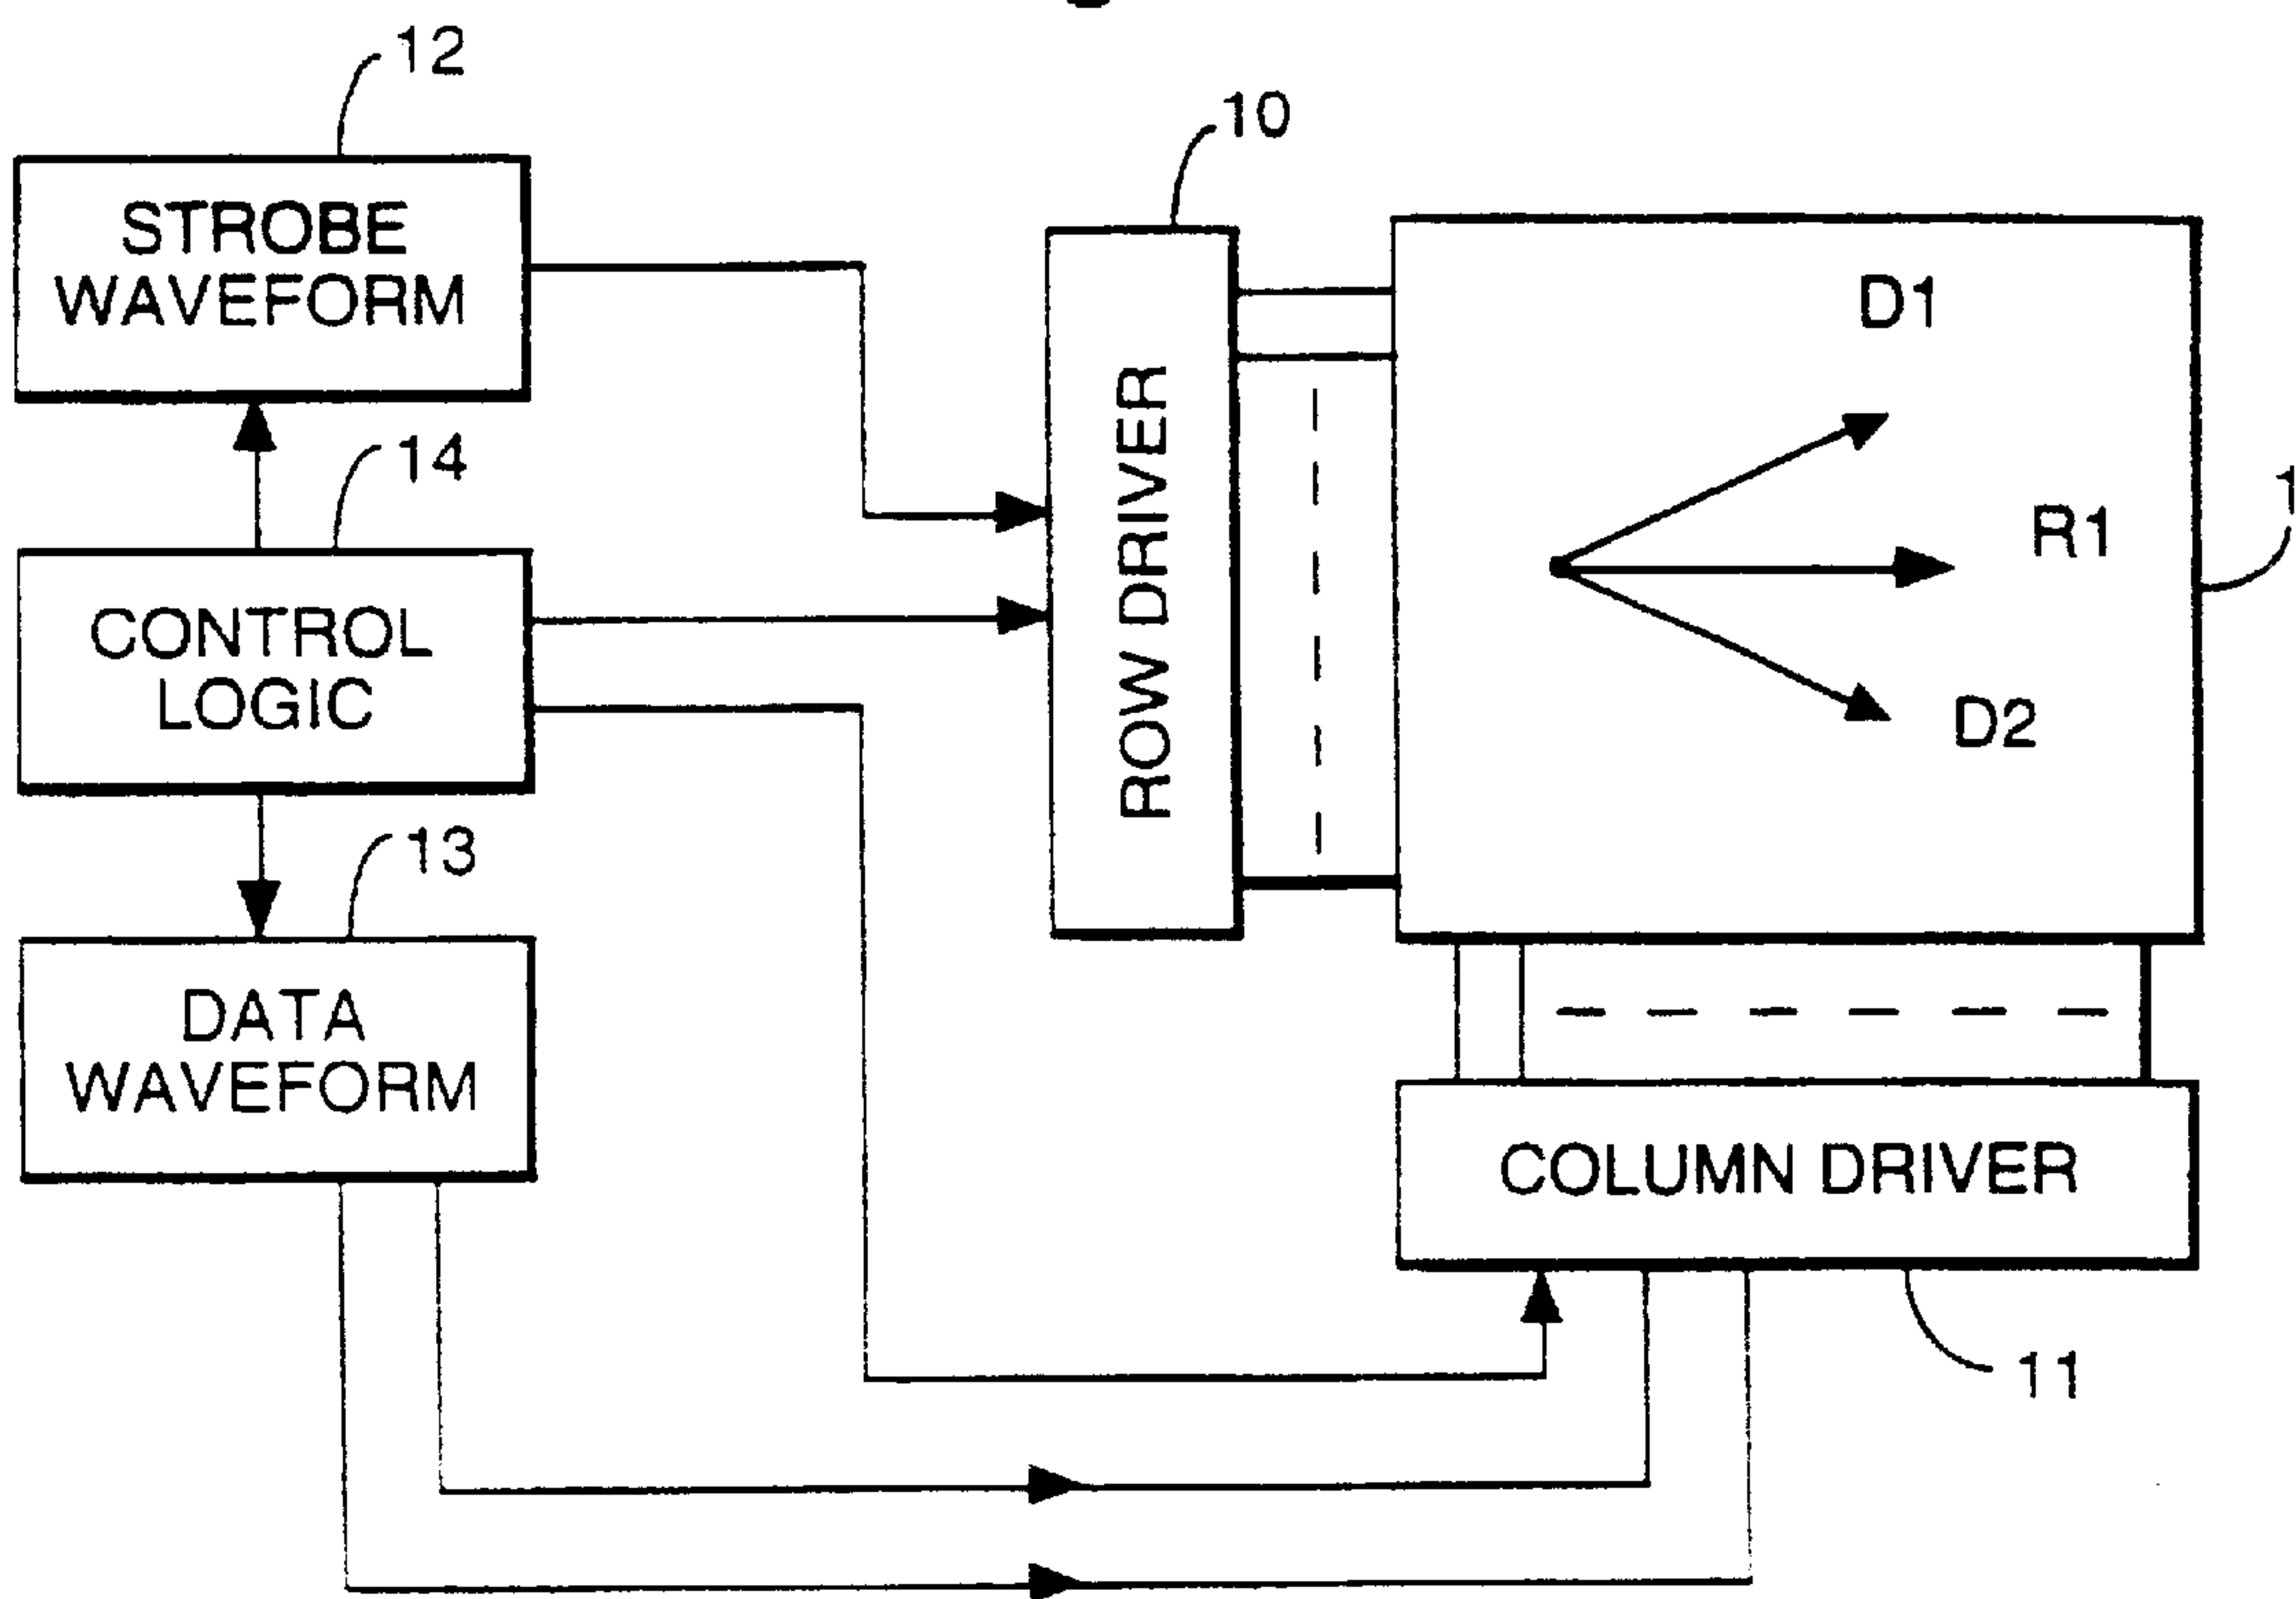 12
10
STROBE
WAVEFORM
D1
14
R1
1
ROW DRIVER
CONTROL
LOGIC
D2
13
DATA
WAVEFORM
COLUMN DRIVER
11